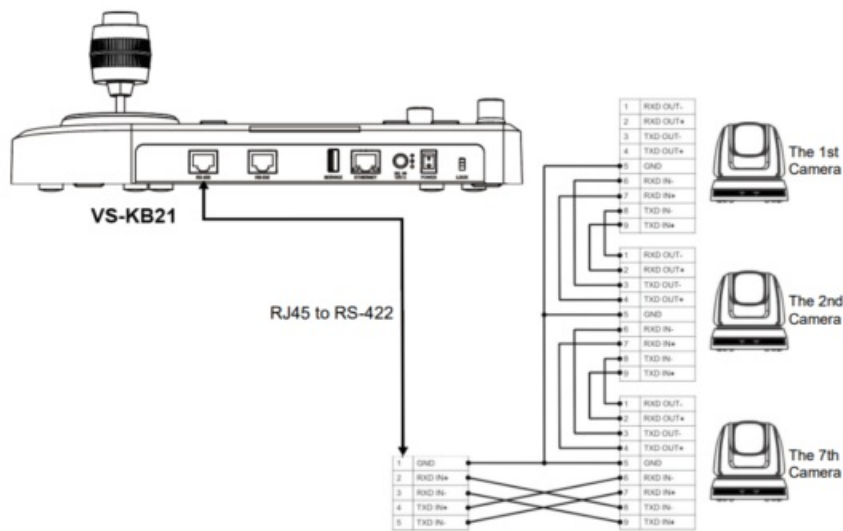 1 RXD OUT-
2 RXD OUT+
3 TXD OUT-
4 TXD OUT+
5 GND
6 RXD IN-
7 RXD IN+
8 TXD IN-
9 TXD IN+
The 1st
Camera
ETHERNET
POWER
LOCK
VS-KB21
1 RXD OUT-
2 RXD OUT+
3 TXD OUT-
4 TXD OUT+
5 GND
6 RXD IN-
7 RXD IN+
8 TXD IN-
9 TXD IN+
The 2nd
Camera
RJ45 to RS-422
1 RXD OUT-
2 RXD OUT+
3 TXD OUT-
4 TXD OUT+
5 GND
6 RXD IN-
7 RXD IN+
8 TXD IN-
9 TXD IN+
The 7th
Camera
1 GND
2 RXD IN+
3 RXD IN-
4 TXD IN+
5 TXD IN-